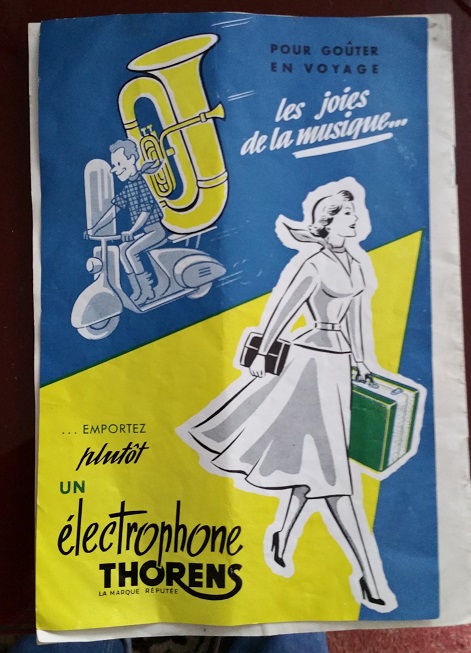 POUR GOÛTER
EN VOYAGE
les joies
de la musique...
... EMPORTEZ
plutôt
UN
électrophone
THORENS
LA MARQUE RÉPUTÉE